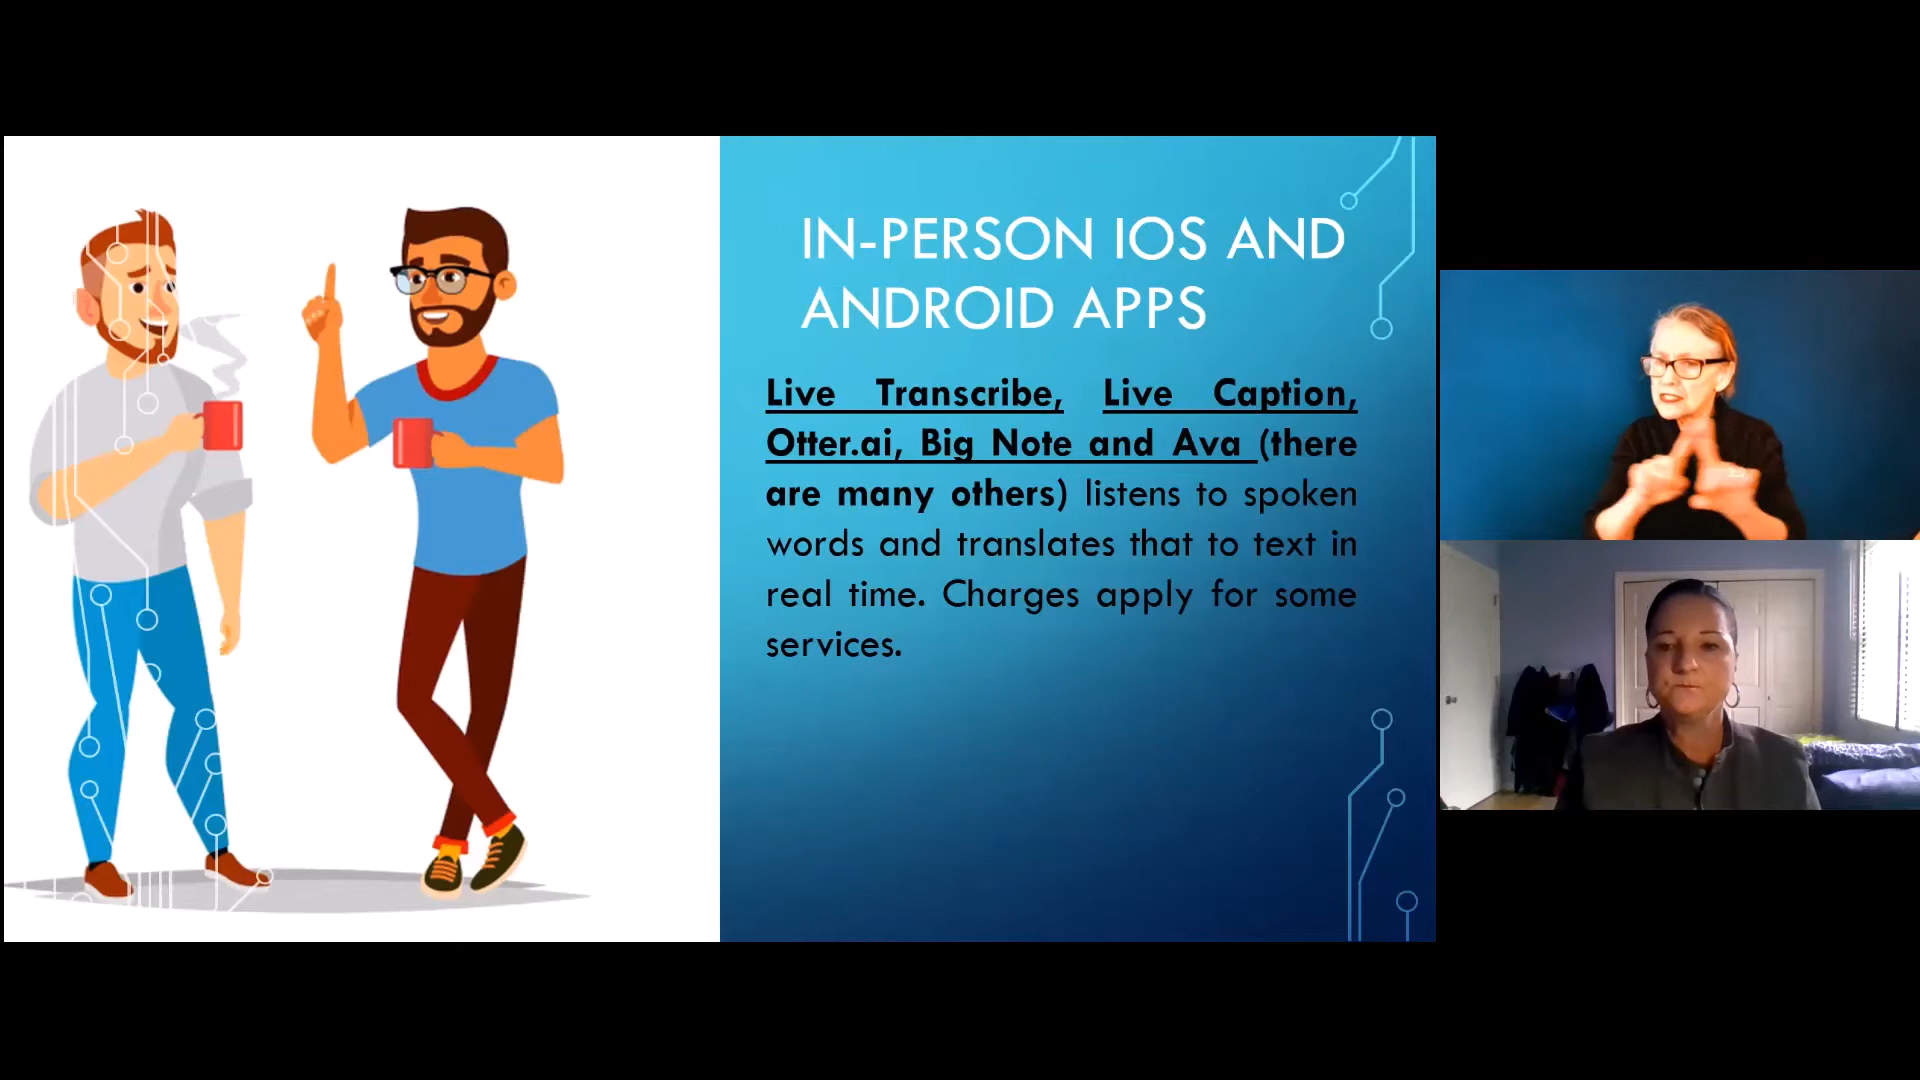 IN-PERSON IOS AND
ANDROID APPS
Live Transcribe, Live Caption,
Otter.ai, Big Note and Ava (there
are many others) listens to spoken
words and translates that to text in
real time. Charges apply for some
services.